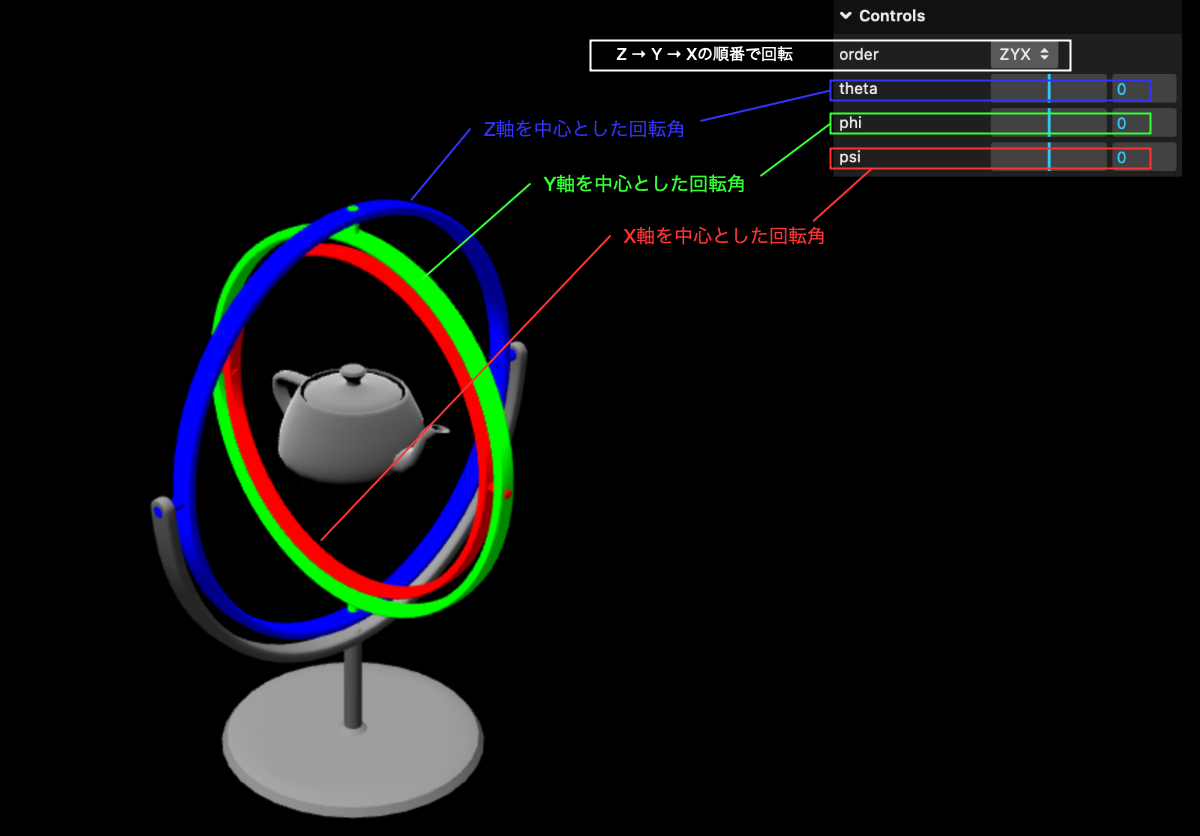 Controls
Z → Y → Xの順番で回転 order ZYX
theta 0
Z軸を中心とした回転角
phi 0
psi 0
Y軸を中心とした回転角
X軸を中心とした回転角